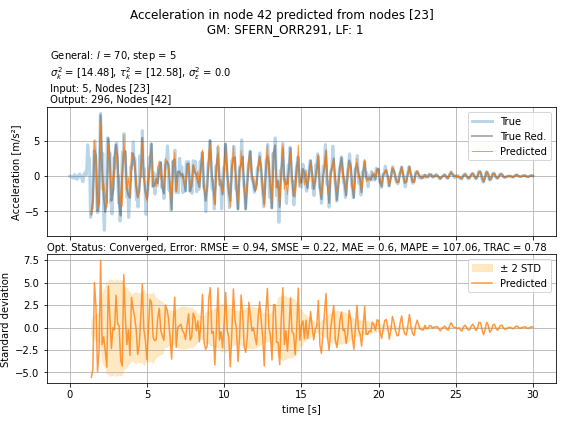 Acceleration in node 42 predicted from nodes [23]
GM: SFERN_ORR291, LF: 1
General: l = 70, step = 5
σ²ₖ = [14.48], τ²ₖ = [12.58], σ²ε = 0.0
Input: 5, Nodes [23]
Output: 296, Nodes [42]
True
True Red.
Predicted
Acceleration [m/s²]
5
0
−5
Opt. Status: Converged, Error: RMSE = 0.94, SMSE = 0.22, MAE = 0.6, MAPE = 107.06, TRAC = 0.78
± 2 STD
Predicted
Standard deviation
7.5
5.0
2.5
0.0
−2.5
−5.0
0 5 10 15 20 25 30
time [s]